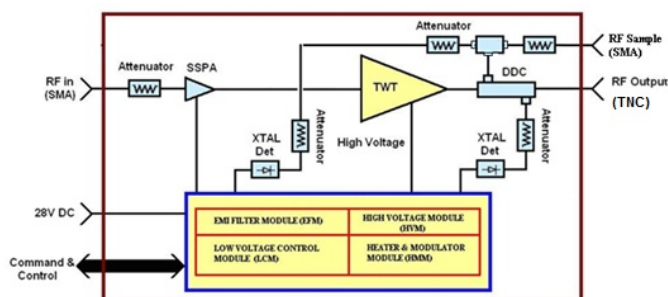 Attenuator
RF Sample
(SMA)
Attenuator
SSPA
RF in
(SMA)
TWT
DDC
RF Output
(TNC)
Attenuator
XTAL
Det
High Voltage
XTAL
Det
Attenuator
28V DC
EMI FILTER MODULE (EFM)
HIGH VOLTAGE MODULE
(HVM)
LOW VOLTAGE CONTROL
MODULE (LCM)
HEATER & MODULATOR
MODULE (HMM)
Command &
Control